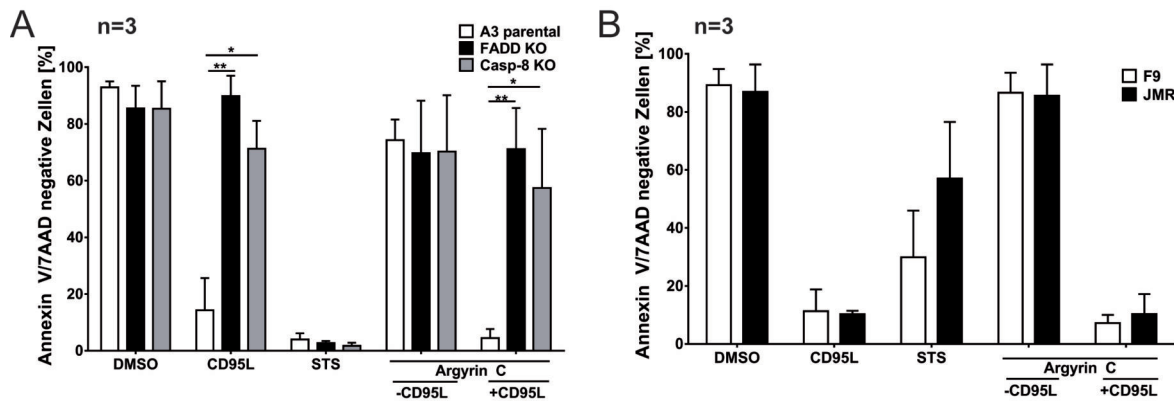 A
n=3
A3 parental
FADD KO
Casp-8 KO
Annexin V/7AAD negative Zellen [%]
100
80
60
40
20
0
*
**
*
**
DMSO
CD95L
STS
Argyrin C
-CD95L
+CD95L
B
n=3
F9
JMR
Annexin V/7AAD negative Zellen [%]
100
80
60
40
20
0
DMSO
CD95L
STS
Argyrin C
-CD95L
+CD95L